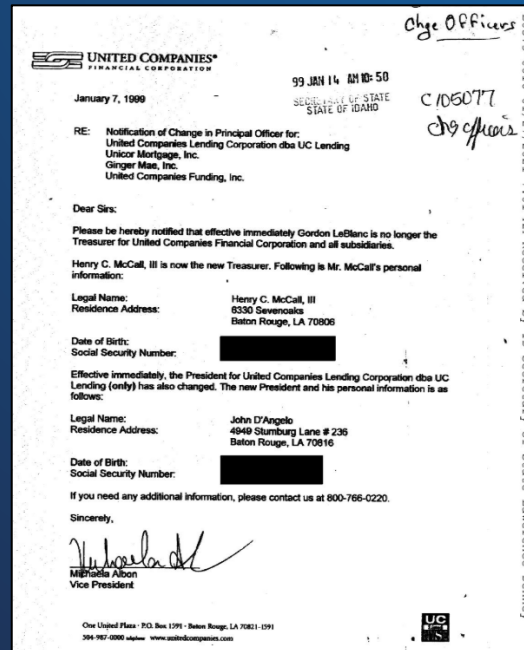 Chge Officers
UNITED COMPANIES®
FINANCIAL CORPORATION
99 JAN 14 AM 10:50
SECRETARY OF STATE
STATE OF IDAHO
January 7, 1999
C105077
chg officers
RE: Notification of Change in Principal Officer for:
United Companies Lending Corporation dba UC Lending
Unicor Mortgage, Inc.
Ginger Mae, Inc.
United Companies Funding, Inc.
Dear Sirs:
Please be hereby notified that effective immediately Gordon LeBlanc is no longer the
Treasurer for United Companies Financial Corporation and all subsidiaries.
Henry C. McCall, III is now the new Treasurer. Following is Mr. McCall's personal
information:
Legal Name: Henry C. McCall, III
Residence Address: 6330 Sevenoaks
Baton Rouge, LA 70806
Date of Birth:
Social Security Number:
Effective immediately, the President for United Companies Lending Corporation dba UC
Lending (only) has also changed. The new President and his personal information is as
follows:
Legal Name: John D'Angelo
Residence Address: 4949 Stumburg Lane # 236
Baton Rouge, LA 70816
Date of Birth:
Social Security Number:
If you need any additional information, please contact us at 800-766-0220.
Sincerely,
Michaela Albon
Vice President
One United Plaza · P.O. Box 1591 · Baton Rouge, LA 70821-1591
504-987-0000 telephone www.unitedcompanies.com
UC